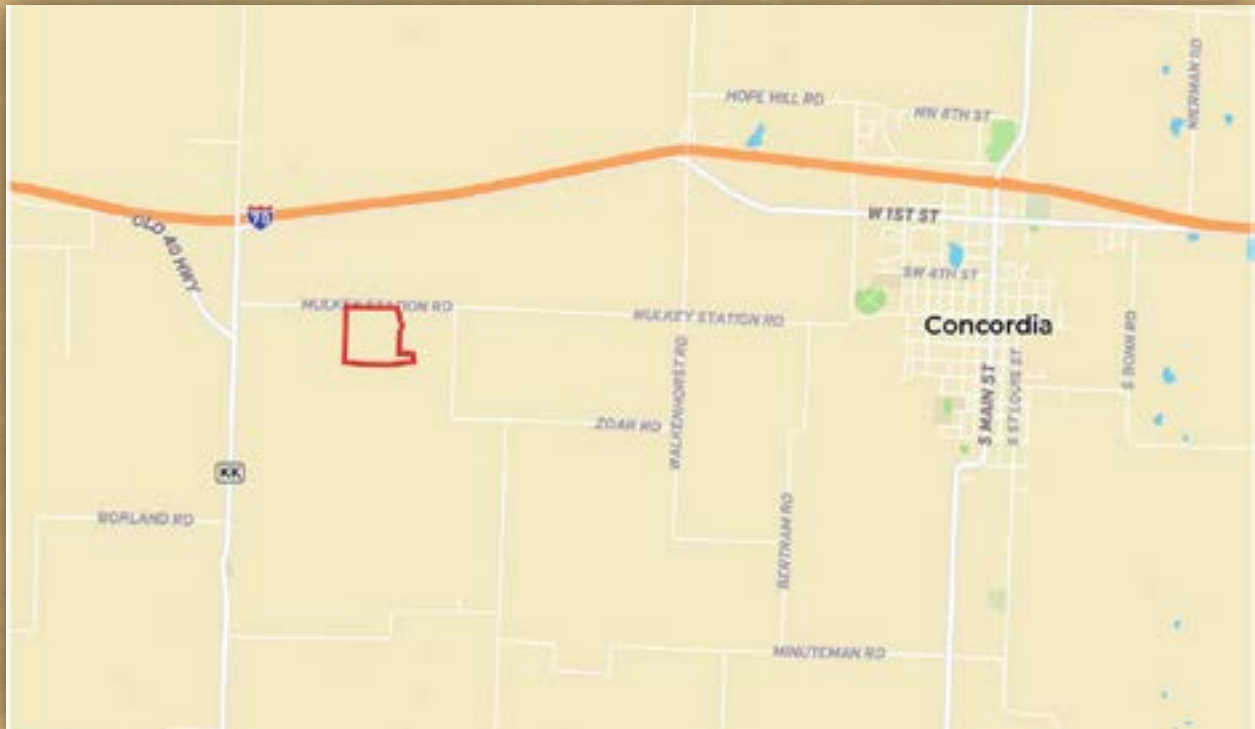 HOPE HILL RD
NW 8TH ST
NIERMAN RD
70
OLD 40 HWY
W 1ST ST
SW 4TH ST
MULKEY STATION RD
MULKEY STATION RD
Concordia
WALKENHORST RD
S MAIN ST
S ST LOUIS ST
S BONN RD
ZOAR RD
KK
BORLAND RD
BERTRAM RD
MINUTEMAN RD